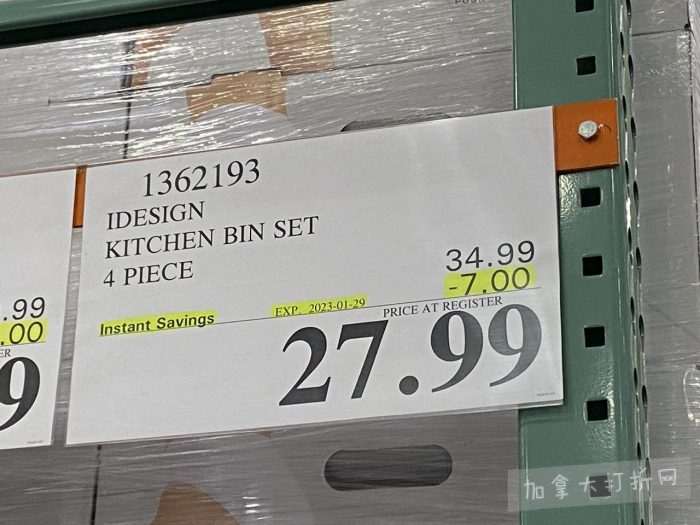 1362193
IDESIGN
KITCHEN BIN SET
4 PIECE
34.99
-7.00
Instant Savings
EXP. 2023-01-29
PRICE AT REGISTER
27.99
.99
.00
ER
9
加拿大打折网